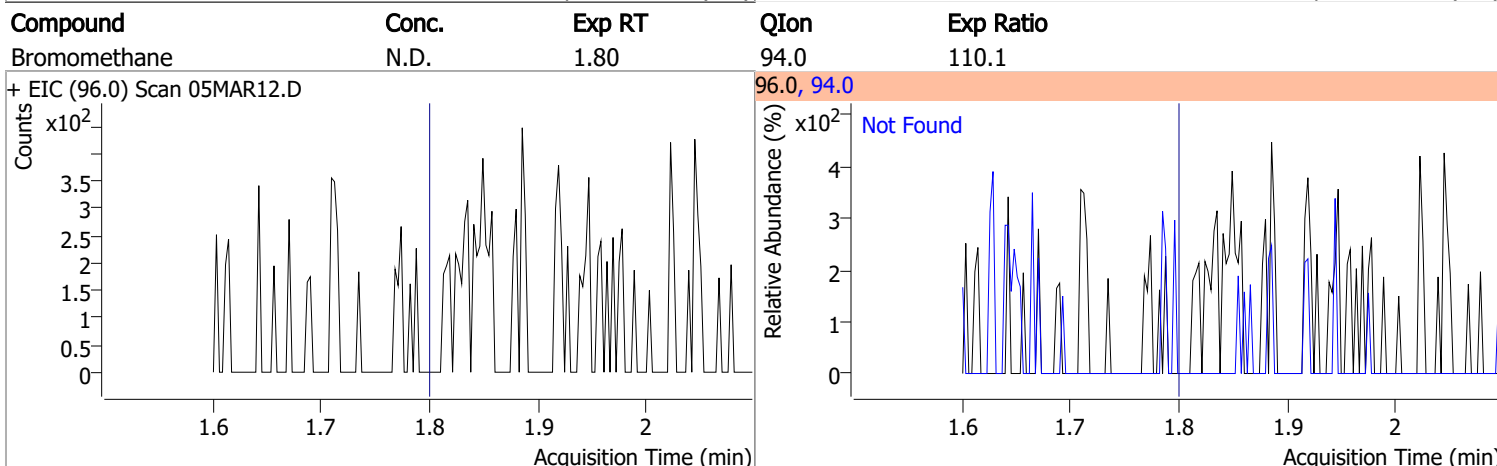 Compound Conc. Exp RT QIon Exp Ratio
Bromomethane N.D. 1.80 94.0 110.1
+ EIC (96.0) Scan 05MAR12.D
Counts
x10²
3.5
3
2.5
2
1.5
1
0.5
0
1.6 1.7 1.8 1.9 2
Acquisition Time (min)
96.0, 94.0
Relative Abundance (%)
x10²
Not Found
4
3
2
1
0
1.6 1.7 1.8 1.9 2
Acquisition Time (min)